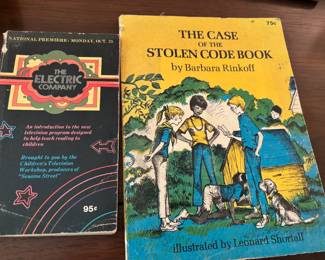 NATIONAL PREMIERE: MONDAY, OCT. 25
THE
ELECTRIC
COMPANY
An introduction to the new
television program designed
to help teach reading to
children
Brought to you by the
Children's Television
Workshop, producers of
"Sesame Street"
95¢
75¢
THE CASE
OF THE
STOLEN CODE BOOK
by Barbara Rinkoff
illustrated by Leonard Shortall